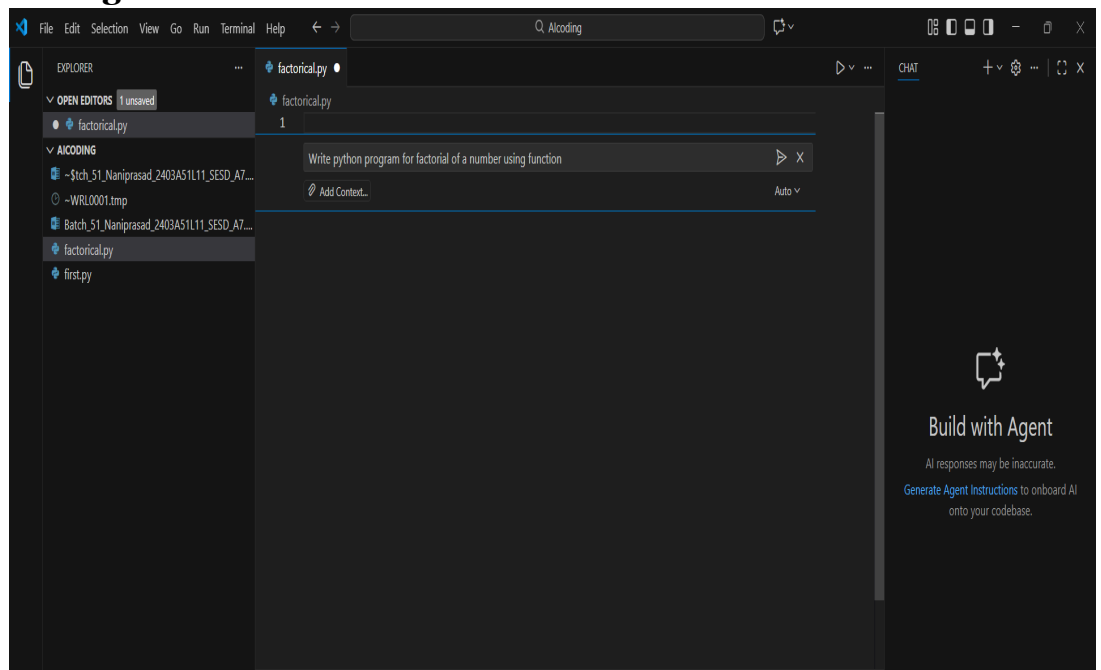 File Edit Selection View Go Run Terminal Help AIcoding
EXPLORER
OPEN EDITORS 1 unsaved
factorical.py
AICODING
~$tch_51_Naniprasad_2403A51L11_SESD_A7....
~WRL0001.tmp
Batch_51_Naniprasad_2403A51L11_SESD_A7....
factorical.py
first.py
factorical.py
factorical.py
1
Write python program for factorial of a number using function
Add Context...
Auto
CHAT
Build with Agent
AI responses may be inaccurate.
Generate Agent Instructions to onboard AI
onto your codebase.